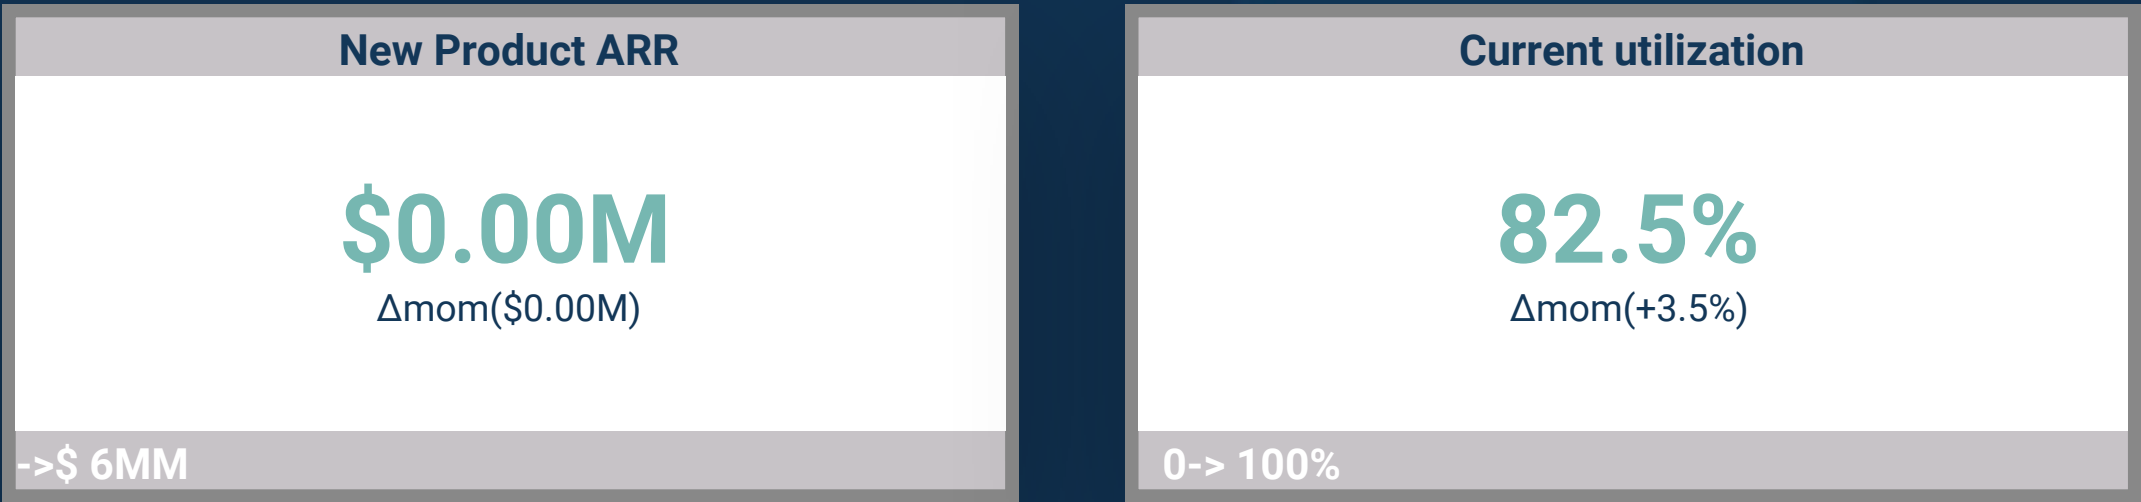 New Product ARR
$0.00M
Δmom($0.00M)
->$ 6MM
Current utilization
82.5%
Δmom(+3.5%)
0-> 100%